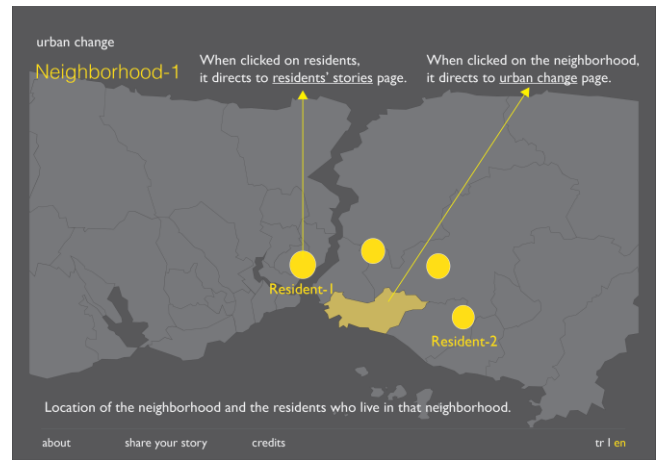 urban change
Neighborhood-1
When clicked on residents,
it directs to residents' stories page.
When clicked on the neighborhood,
it directs to urban change page.
Resident-1
Resident-2
Location of the neighborhood and the residents who live in that neighborhood.
about share your story credits tr I en